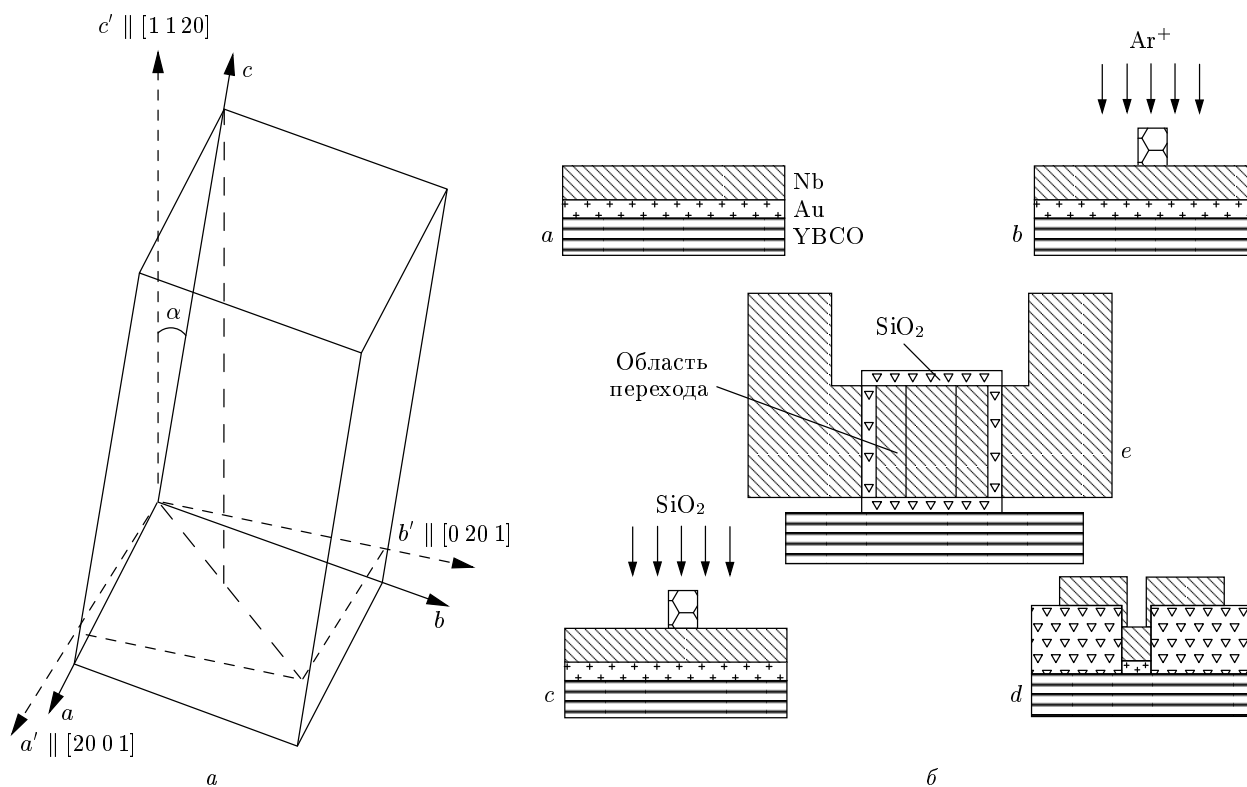 c′ ∥ [1 1 20]
c
α
b′ ∥ [0 20 1]
b
a
a′ ∥ [20 0 1]
а
Nb
Au
YBCO
a
Ar⁺
b
SiO₂
Область
перехода
e
SiO₂
c
d
б